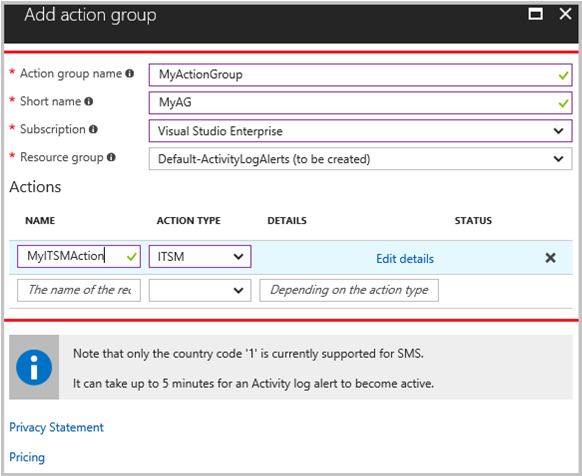 Add action group
* Action group name MyActionGroup
* Short name MyAG
* Subscription Visual Studio Enterprise
* Resource group Default-ActivityLogAlerts (to be created)
Actions
NAME ACTION TYPE DETAILS STATUS
MyITSMAction ITSM Edit details
The name of the rec Depending on the action type
Note that only the country code '1' is currently supported for SMS.
It can take up to 5 minutes for an Activity log alert to become active.
Privacy Statement
Pricing